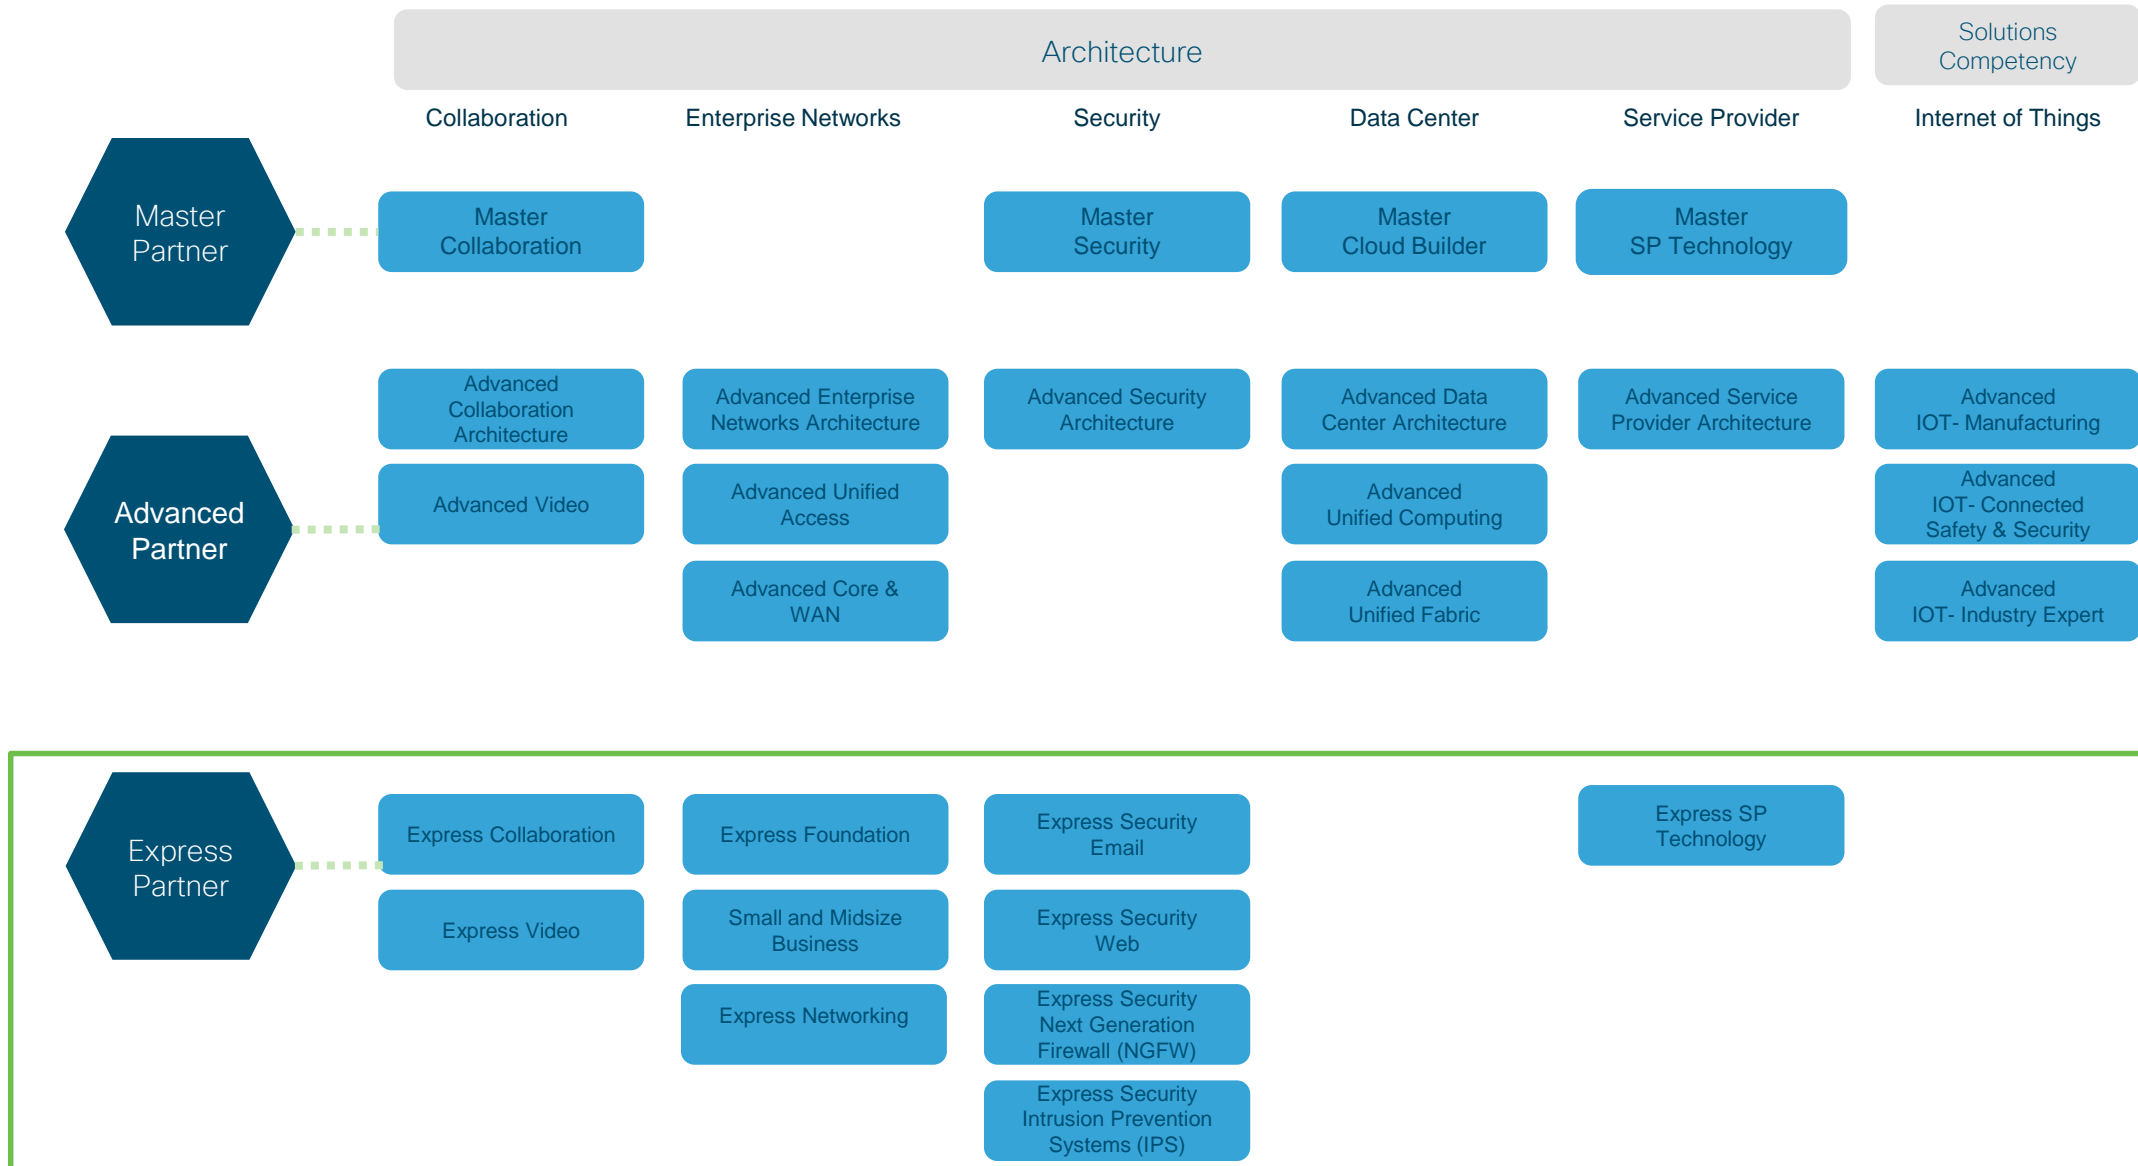 Architecture
Solutions
Competency
Collaboration
Enterprise Networks
Security
Data Center
Service Provider
Internet of Things
Master
Partner
Master
Collaboration
Master
Security
Master
Cloud Builder
Master
SP Technology
Advanced
Partner
Advanced
Collaboration
Architecture
Advanced Enterprise
Networks Architecture
Advanced Security
Architecture
Advanced Data
Center Architecture
Advanced Service
Provider Architecture
Advanced
IOT- Manufacturing
Advanced Video
Advanced Unified
Access
Advanced
Unified Computing
Advanced
IOT- Connected
Safety & Security
Advanced Core &
WAN
Advanced
Unified Fabric
Advanced
IOT- Industry Expert
Express
Partner
Express Collaboration
Express Foundation
Express Security
Email
Express SP
Technology
Express Video
Small and Midsize
Business
Express Security
Web
Express Networking
Express Security
Next Generation
Firewall (NGFW)
Express Security
Intrusion Prevention
Systems (IPS)